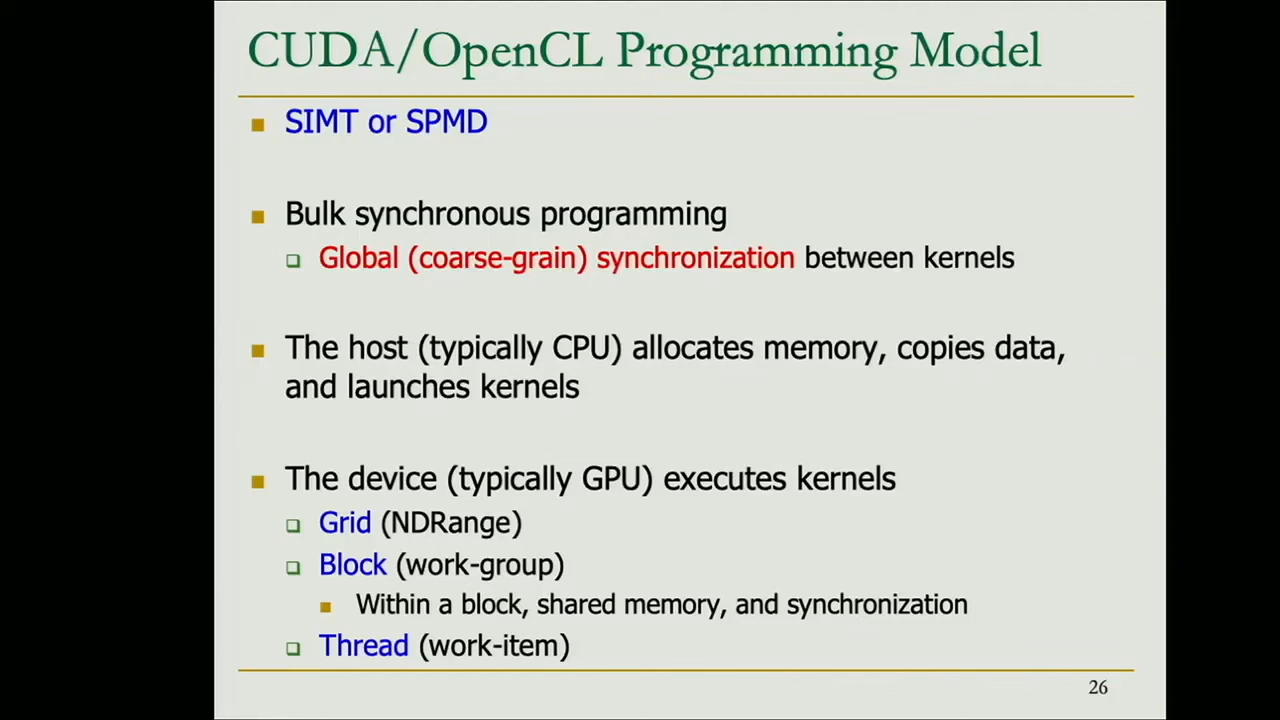 CUDA/OpenCL Programming Model
SIMT or SPMD
Bulk synchronous programming
Global (coarse-grain) synchronization between kernels
The host (typically CPU) allocates memory, copies data,
and launches kernels
The device (typically GPU) executes kernels
Grid (NDRange)
Block (work-group)
Within a block, shared memory, and synchronization
Thread (work-item)
26